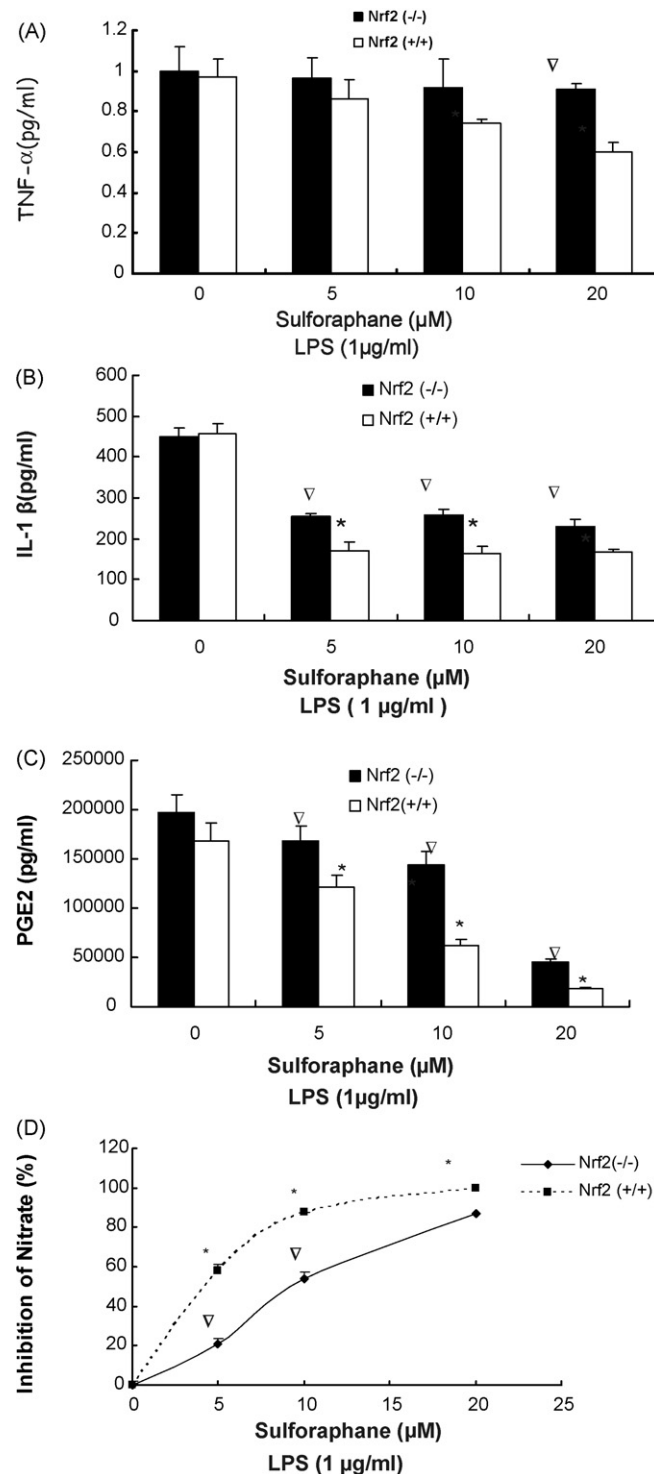 (A)
Nrf2 (-/-)
Nrf2 (+/+)
TNF-α(pg/ml)
1.2
1
0.8
0.6
0.4
0.2
0
0 5 10 20
Sulforaphane (µM)
LPS (1µg/ml)
(B)
Nrf2 (-/-)
Nrf2 (+/+)
IL-1 β(pg/ml)
600
500
400
300
200
100
0
0 5 10 20
Sulforaphane (µM)
LPS ( 1 µg/ml )
(C)
Nrf2 (-/-)
Nrf2(+/+)
PGE2 (pg/ml)
250000
200000
150000
100000
50000
0
0 5 10 20
Sulforaphane (µM)
LPS (1µg/ml)
(D)
Nrf2(-/-)
Nrf2 (+/+)
Inhibition of Nitrate (%)
120
100
80
60
40
20
0
0 5 10 15 20 25
Sulforaphane (µM)
LPS (1 µg/ml)